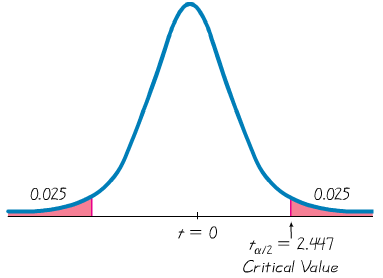 0.025
0.025
t = 0
tα/2 = 2.447
Critical Value